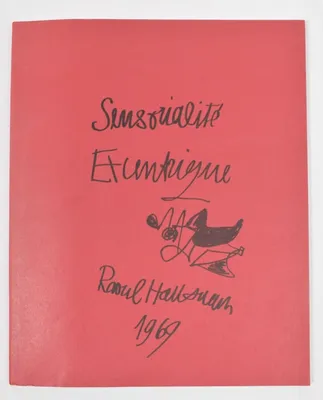 Sensorialité
Excentrique
Raoul Hausmann
1969